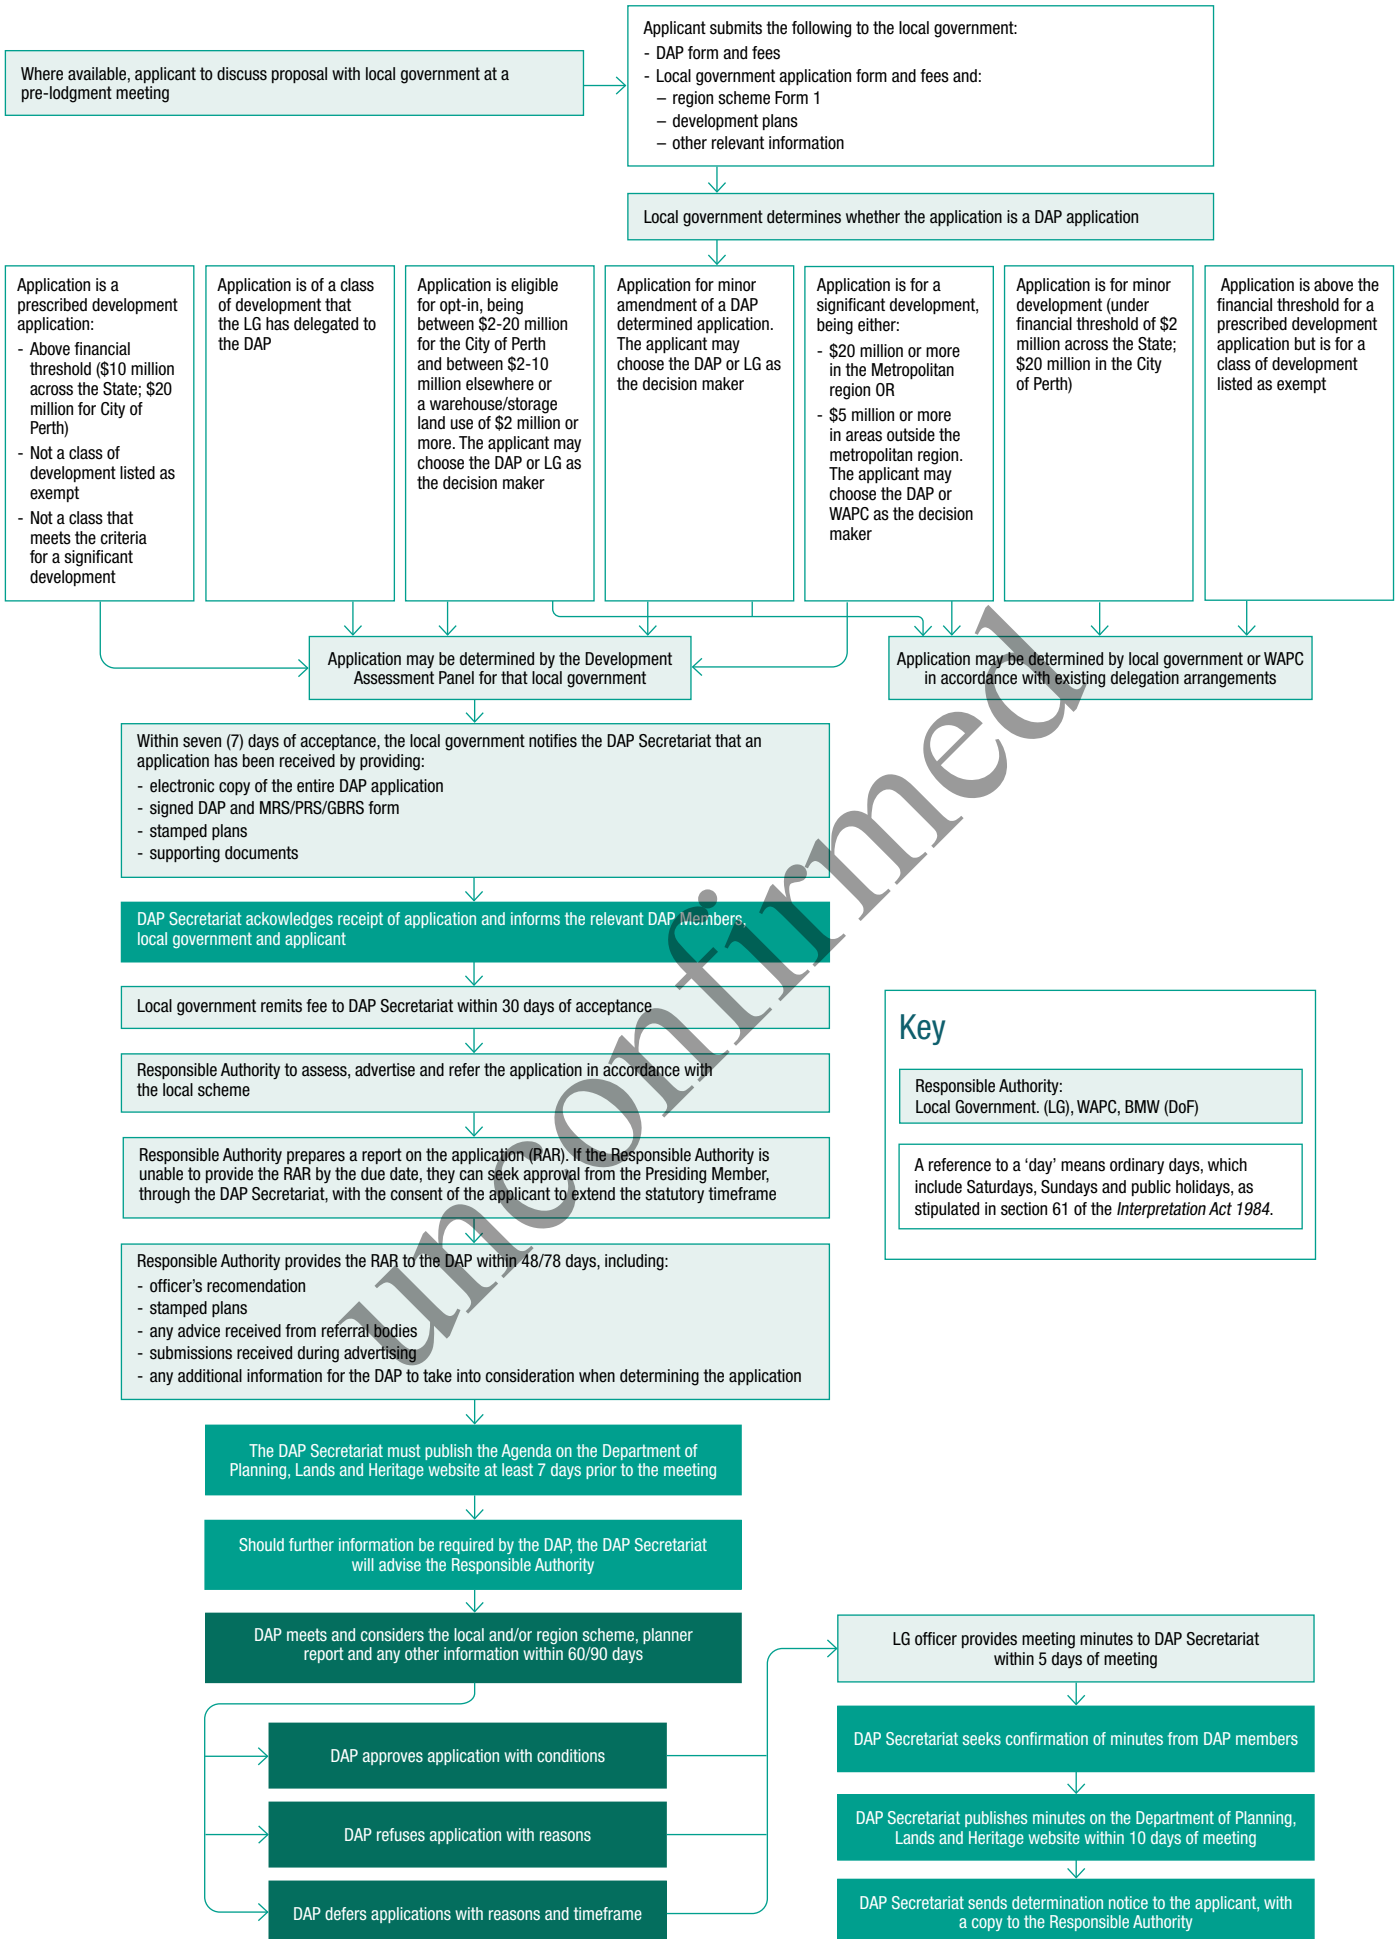 Where available, applicant to discuss proposal with local government at a
pre-lodgment meeting
Applicant submits the following to the local government:
- DAP form and fees
- Local government application form and fees and:
– region scheme Form 1
– development plans
– other relevant information
Local government determines whether the application is a DAP application
Application is a
prescribed development
application:
- Above financial
threshold ($10 million
across the State; $20
million for City of
Perth)
- Not a class of
development listed as
exempt
- Not a class that
meets the criteria
for a significant
development
Application is of a class
of development that
the LG has delegated to
the DAP
Application is eligible
for opt-in, being
between $2-20 million
for the City of Perth
and between $2-10
million elsewhere or
a warehouse/storage
land use of $2 million or
more. The applicant may
choose the DAP or LG as
the decision maker
Application for minor
amendment of a DAP
determined application.
The applicant may
choose the DAP or LG as
the decision maker
Application is for a
significant development,
being either:
- $20 million or more
in the Metropolitan
region OR
- $5 million or more
in areas outside the
metropolitan region.
The applicant may
choose the DAP or
WAPC as the decision
maker
Application is for minor
development (under
financial threshold of $2
million across the State;
$20 million in the City
of Perth)
Application is above the
financial threshold for a
prescribed development
application but is for a
class of development
listed as exempt
Application may be determined by the Development
Assessment Panel for that local government
Application may be determined by local government or WAPC
in accordance with existing delegation arrangements
Within seven (7) days of acceptance, the local government notifies the DAP Secretariat that an
application has been received by providing:
- electronic copy of the entire DAP application
- signed DAP and MRS/PRS/GBRS form
- stamped plans
- supporting documents
DAP Secretariat ackowledges receipt of application and informs the relevant DAP Members,
local government and applicant
Local government remits fee to DAP Secretariat within 30 days of acceptance
Responsible Authority to assess, advertise and refer the application in accordance with
the local scheme
Responsible Authority prepares a report on the application (RAR). If the Responsible Authority is
unable to provide the RAR by the due date, they can seek approval from the Presiding Member,
through the DAP Secretariat, with the consent of the applicant to extend the statutory timeframe
Responsible Authority provides the RAR to the DAP within 48/78 days, including:
- officer's recomendation
- stamped plans
- any advice received from referral bodies
- submissions received during advertising
- any additional information for the DAP to take into consideration when determining the application
Key
Responsible Authority:
Local Government. (LG), WAPC, BMW (DoF)
A reference to a ‘day’ means ordinary days, which
include Saturdays, Sundays and public holidays, as
stipulated in section 61 of the Interpretation Act 1984.
The DAP Secretariat must publish the Agenda on the Department of
Planning, Lands and Heritage website at least 7 days prior to the meeting
Should further information be required by the DAP, the DAP Secretariat
will advise the Responsible Authority
DAP meets and considers the local and/or region scheme, planner
report and any other information within 60/90 days
DAP approves application with conditions
DAP refuses application with reasons
DAP defers applications with reasons and timeframe
LG officer provides meeting minutes to DAP Secretariat
within 5 days of meeting
DAP Secretariat seeks confirmation of minutes from DAP members
DAP Secretariat publishes minutes on the Department of Planning,
Lands and Heritage website within 10 days of meeting
DAP Secretariat sends determination notice to the applicant, with
a copy to the Responsible Authority
unconfirmed